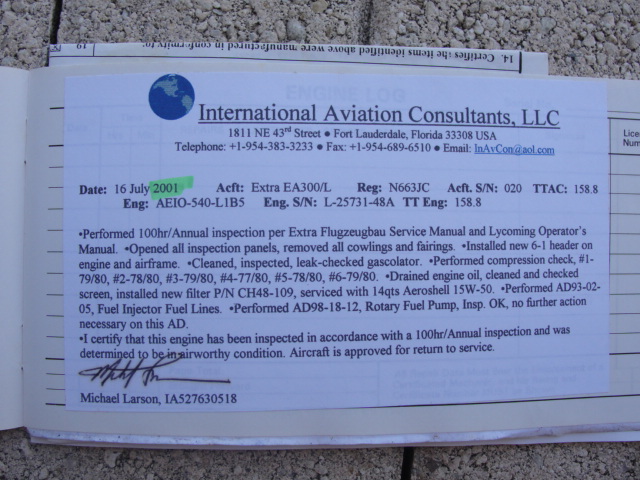 14. Certifies the items identified above were manufactured in conformity to:
19
ENGINE LOG
International Aviation Consultants, LLC
1811 NE 43rd Street ● Fort Lauderdale, Florida 33308 USA
Telephone: +1-954-383-3233 ● Fax: +1-954-689-6510 ● Email: InAvCon@aol.com
Date: 16 July 2001 Acft: Extra EA300/L Reg: N663JC Acft. S/N: 020 TTAC: 158.8
Eng: AEIO-540-L1B5 Eng. S/N: L-25731-48A TT Eng: 158.8
•Performed 100hr/Annual inspection per Extra Flugzeugbau Service Manual and Lycoming Operator's
Manual. •Opened all inspection panels, removed all cowlings and fairings. •Installed new 6-1 header on
engine and airframe. •Cleaned, inspected, leak-checked gascolator. •Performed compression check, #1-
79/80, #2-78/80, #3-79/80, #4-77/80, #5-78/80, #6-79/80. •Drained engine oil, cleaned and checked
screen, installed new filter P/N CH48-109, serviced with 14qts Aeroshell 15W-50. •Performed AD93-02-
05, Fuel Injector Fuel Lines. •Performed AD98-18-12, Rotary Fuel Pump, Insp. OK, no further action
necessary on this AD.
•I certify that this engine has been inspected in accordance with a 100hr/Annual inspection and was
determined to be in airworthy condition. Aircraft is approved for return to service.
Michael Larson, IA527630518
Lice
Num